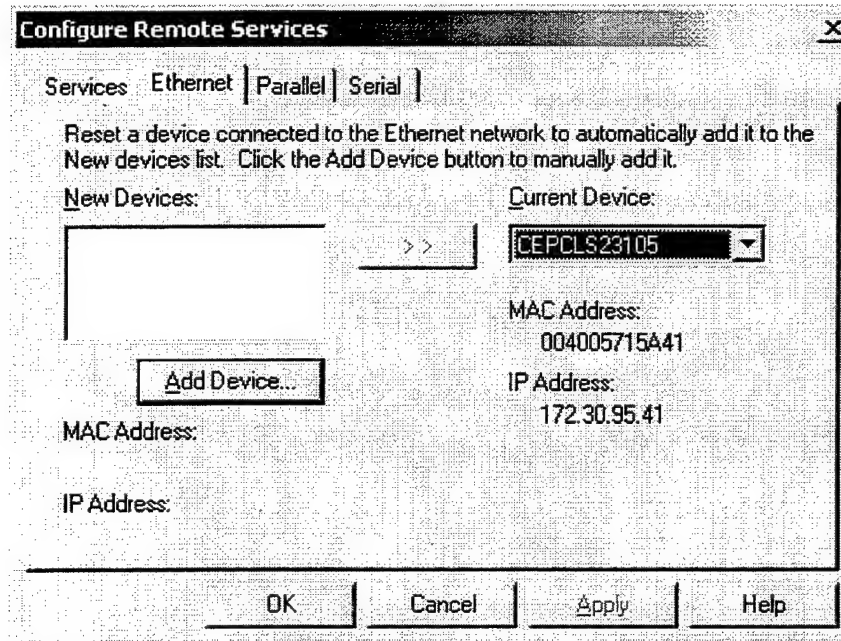 Configure Remote Services
Services Ethernet Parallel Serial
Reset a device connected to the Ethernet network to automatically add it to the
New devices list. Click the Add Device button to manually add it.
New Devices:
Current Device:
>>
CEPCLS23105
MAC Address:
004005715A41
Add Device...
IP Address:
172.30.95.41
MAC Address:
IP Address:
OK Cancel Apply Help